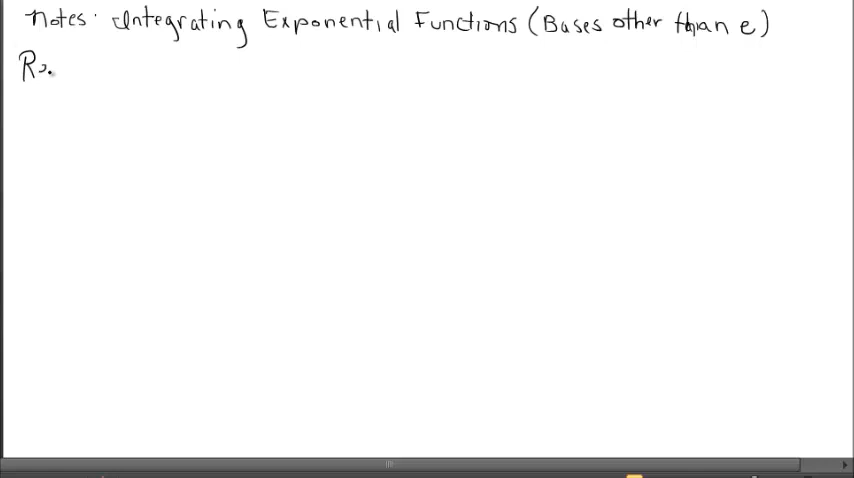 Notes: Integrating Exponential Functions (Bases other than e)